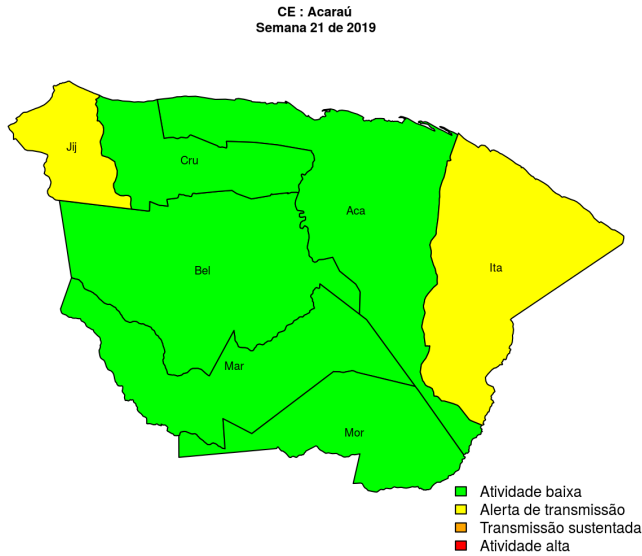 CE : Acaraú
Semana 21 de 2019
Jij
Cru
Aca
Bel
Ita
Mar
Mor
Atividade baixa
Alerta de transmissão
Transmissão sustentada
Atividade alta